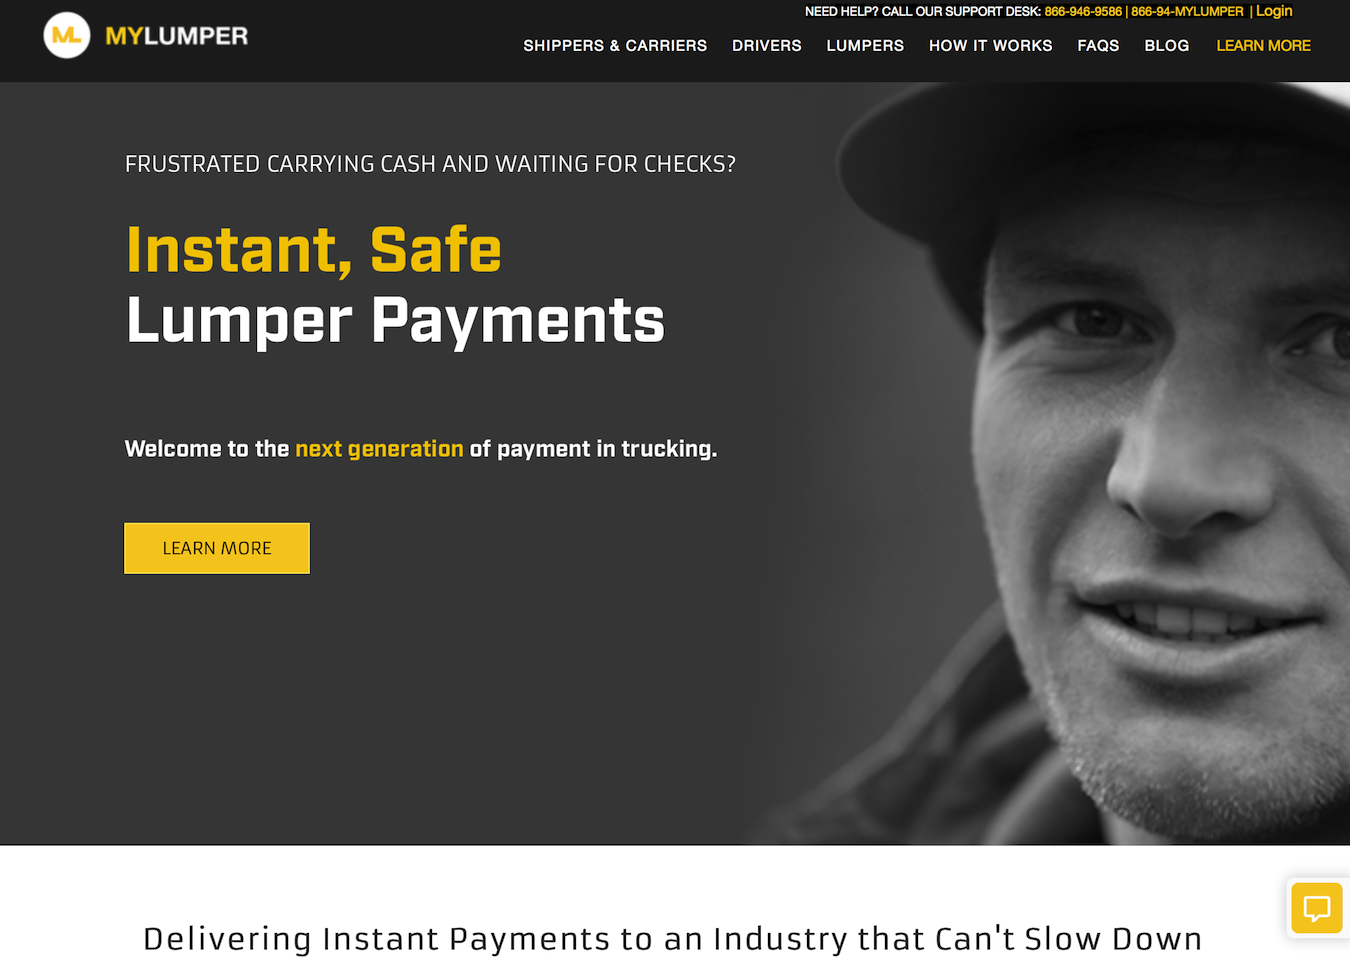 NEED HELP? CALL OUR SUPPORT DESK: 866-946-9586 | 866-94-MYLUMPER | Login
ML MYLUMPER
SHIPPERS & CARRIERS DRIVERS LUMPERS HOW IT WORKS FAQS BLOG LEARN MORE
FRUSTRATED CARRYING CASH AND WAITING FOR CHECKS?
Instant, Safe
Lumper Payments
Welcome to the next generation of payment in trucking.
LEARN MORE
Delivering Instant Payments to an Industry that Can't Slow Down